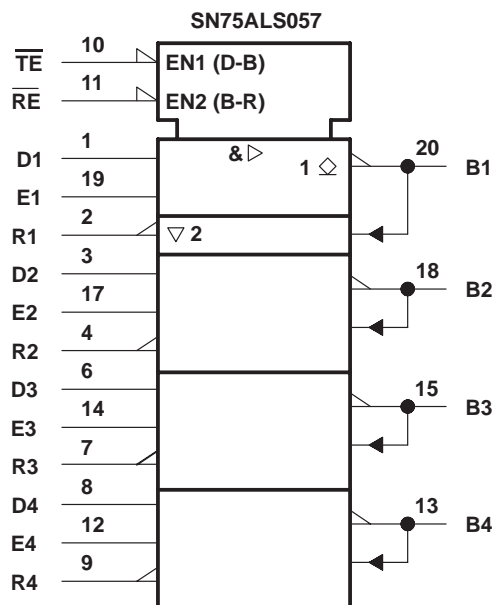 SN75ALS057
TE 10 EN1 (D-B)
RE 11 EN2 (B-R)
& ▷
D1 1 1 20 B1
E1 19
R1 2 ▽ 2
D2 3 18 B2
E2 17
R2 4
D3 6 15 B3
E3 14
R3 7
D4 8 13 B4
E4 12
R4 9